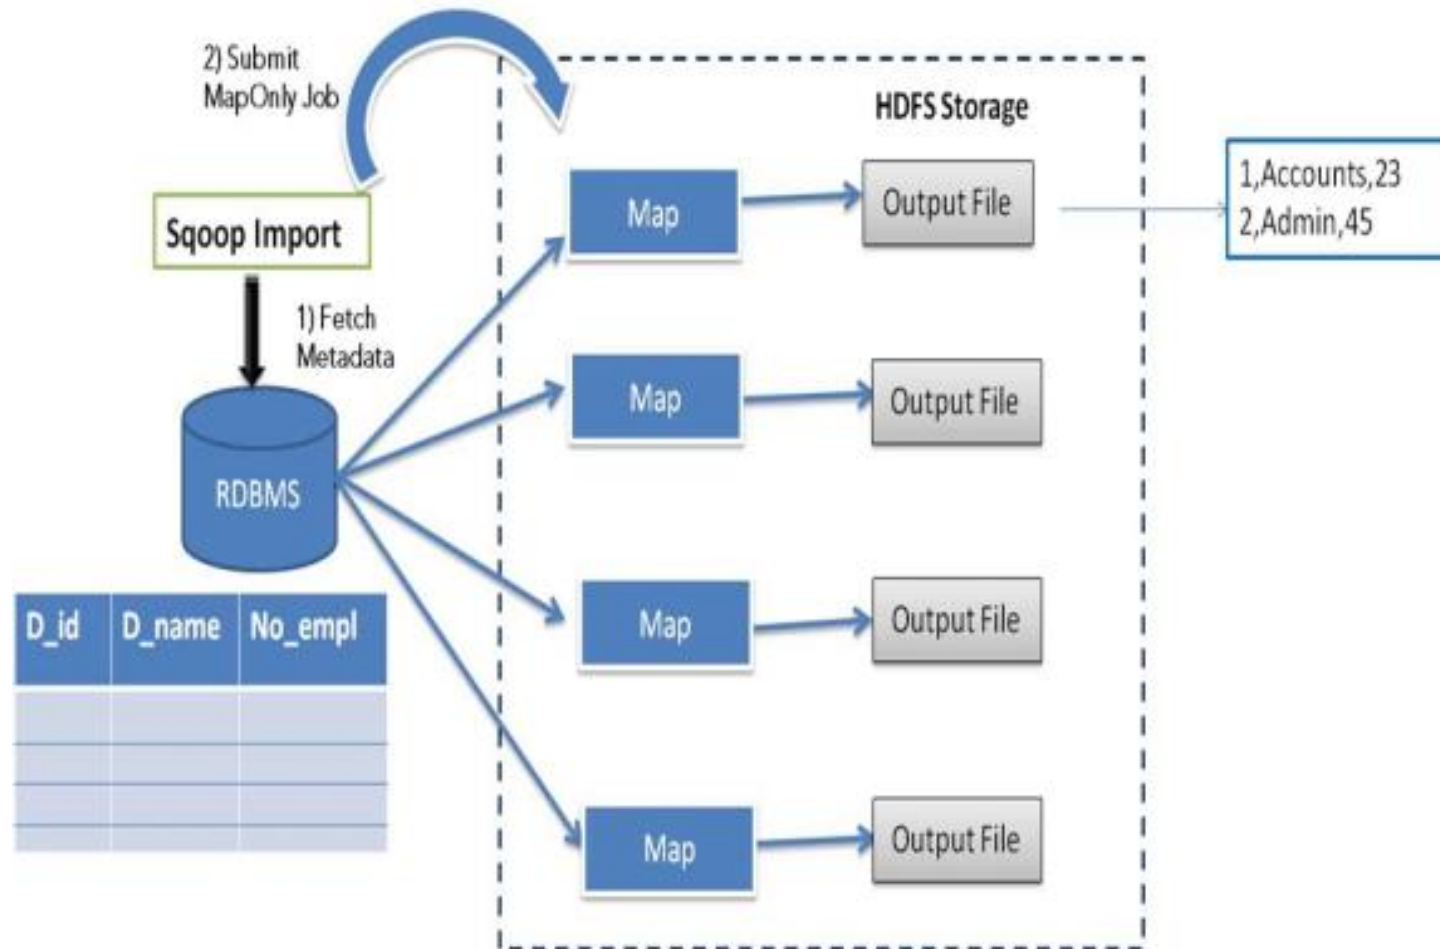 2) Submit
MapOnly Job
HDFS Storage
Sqoop Import
1) Fetch
Metadata
RDBMS
D_id D_name No_empl
Map
Output File
1,Accounts,23
2,Admin,45
Map
Output File
Map
Output File
Map
Output File